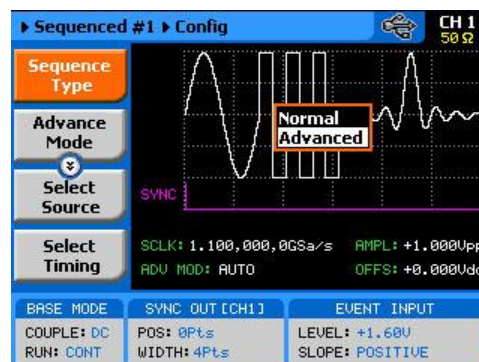 ▸ Sequenced #1 ▸ Config
CH 1
50 Ω
Sequence
Type
Advance
Mode
Select
Source
Select
Timing
Normal
Advanced
SYNC
SCLK: 1.100,000,0GSa/s
AMPL: +1.000Vpp
ADV MOD: AUTO
OFFS: +0.000Vdc
BASE MODE
COUPLE: DC
RUN: CONT
SYNC OUT [CH1]
POS: 0Pts
WIDTH: 4Pts
EVENT INPUT
LEVEL: +1.60V
SLOPE: POSITIVE